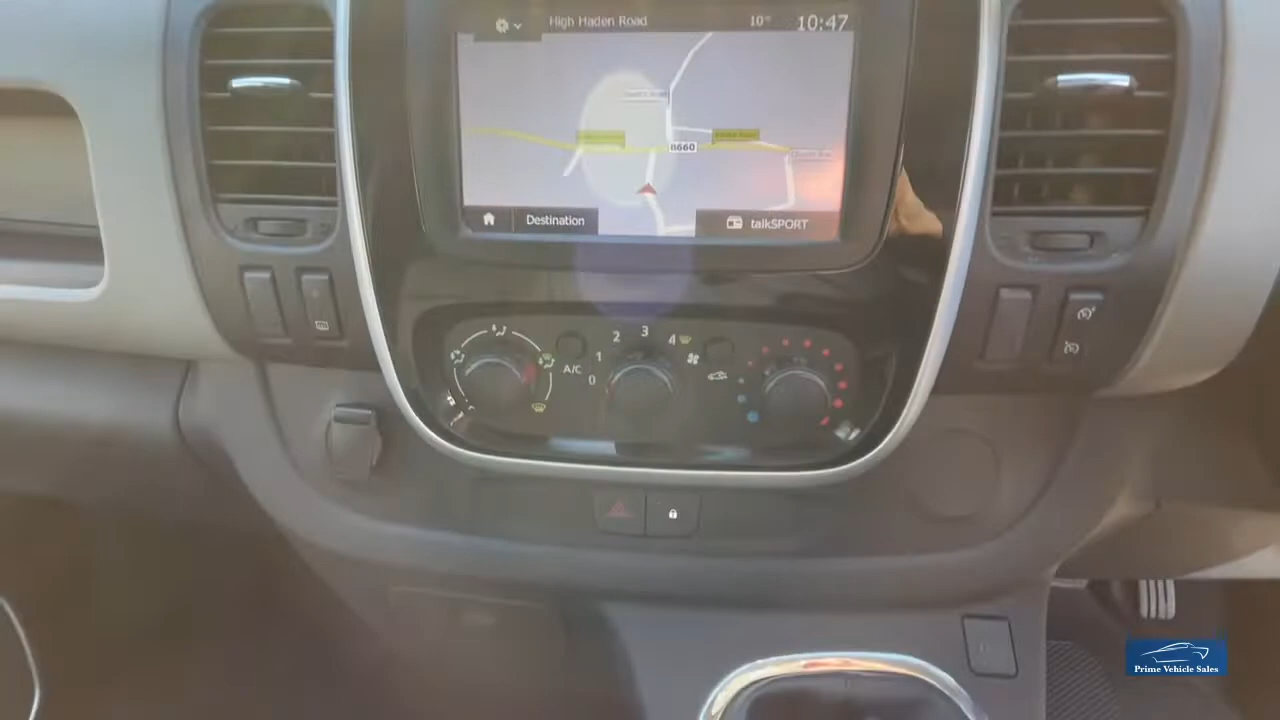 High Haden Road
10°
10:47
B660
Destination
talkSPORT
A/C
0
1
2
3
4
Prime Vehicle Sales